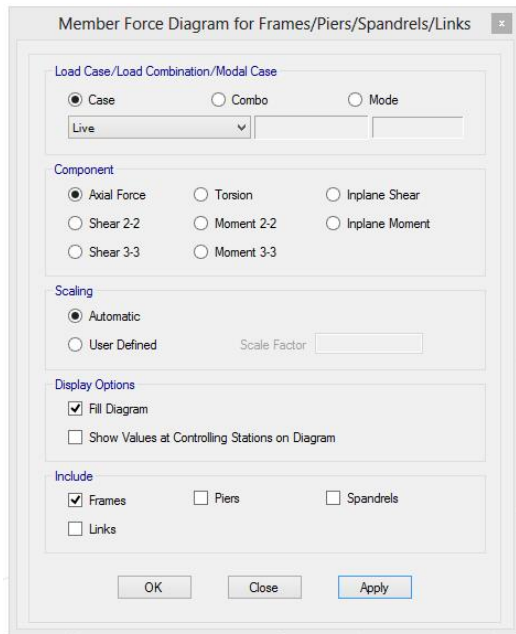 Member Force Diagram for Frames/Piers/Spandrels/Links x
Load Case/Load Combination/Modal Case
Case Combo Mode
Live
Component
Axial Force Torsion Inplane Shear
Shear 2-2 Moment 2-2 Inplane Moment
Shear 3-3 Moment 3-3
Scaling
Automatic
User Defined Scale Factor
Display Options
Fill Diagram
Show Values at Controlling Stations on Diagram
Include
Frames Piers Spandrels
Links
OK Close Apply